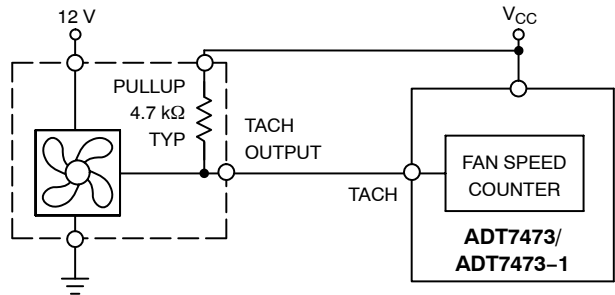 12 V
VCC
PULLUP
4.7 kΩ
TYP
TACH
OUTPUT
TACH
FAN SPEED
COUNTER
ADT7473/
ADT7473−1